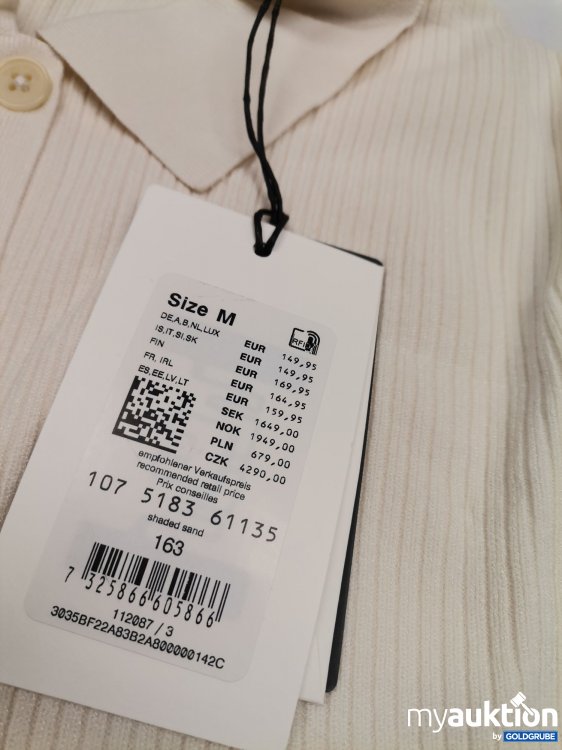 Size M
RFID
DE,A,B,NL,LUX EUR 149,95
IS,IT,SI,SK EUR 149,95
FIN EUR 169,95
FR, IRL EUR 164,95
ES,EE,LV,LT EUR 159,95
SEK 1649,00
NOK 1949,00
PLN 679,00
CZK 4290,00
empfohlener Verkaufspreis
recommended retail price
Prix conseilles
107 5183 61135
shaded sand
163
7 325866 605866
112087 / 3
3035BF22A83B2A800000142C
myauktion
by GOLDGRUBE